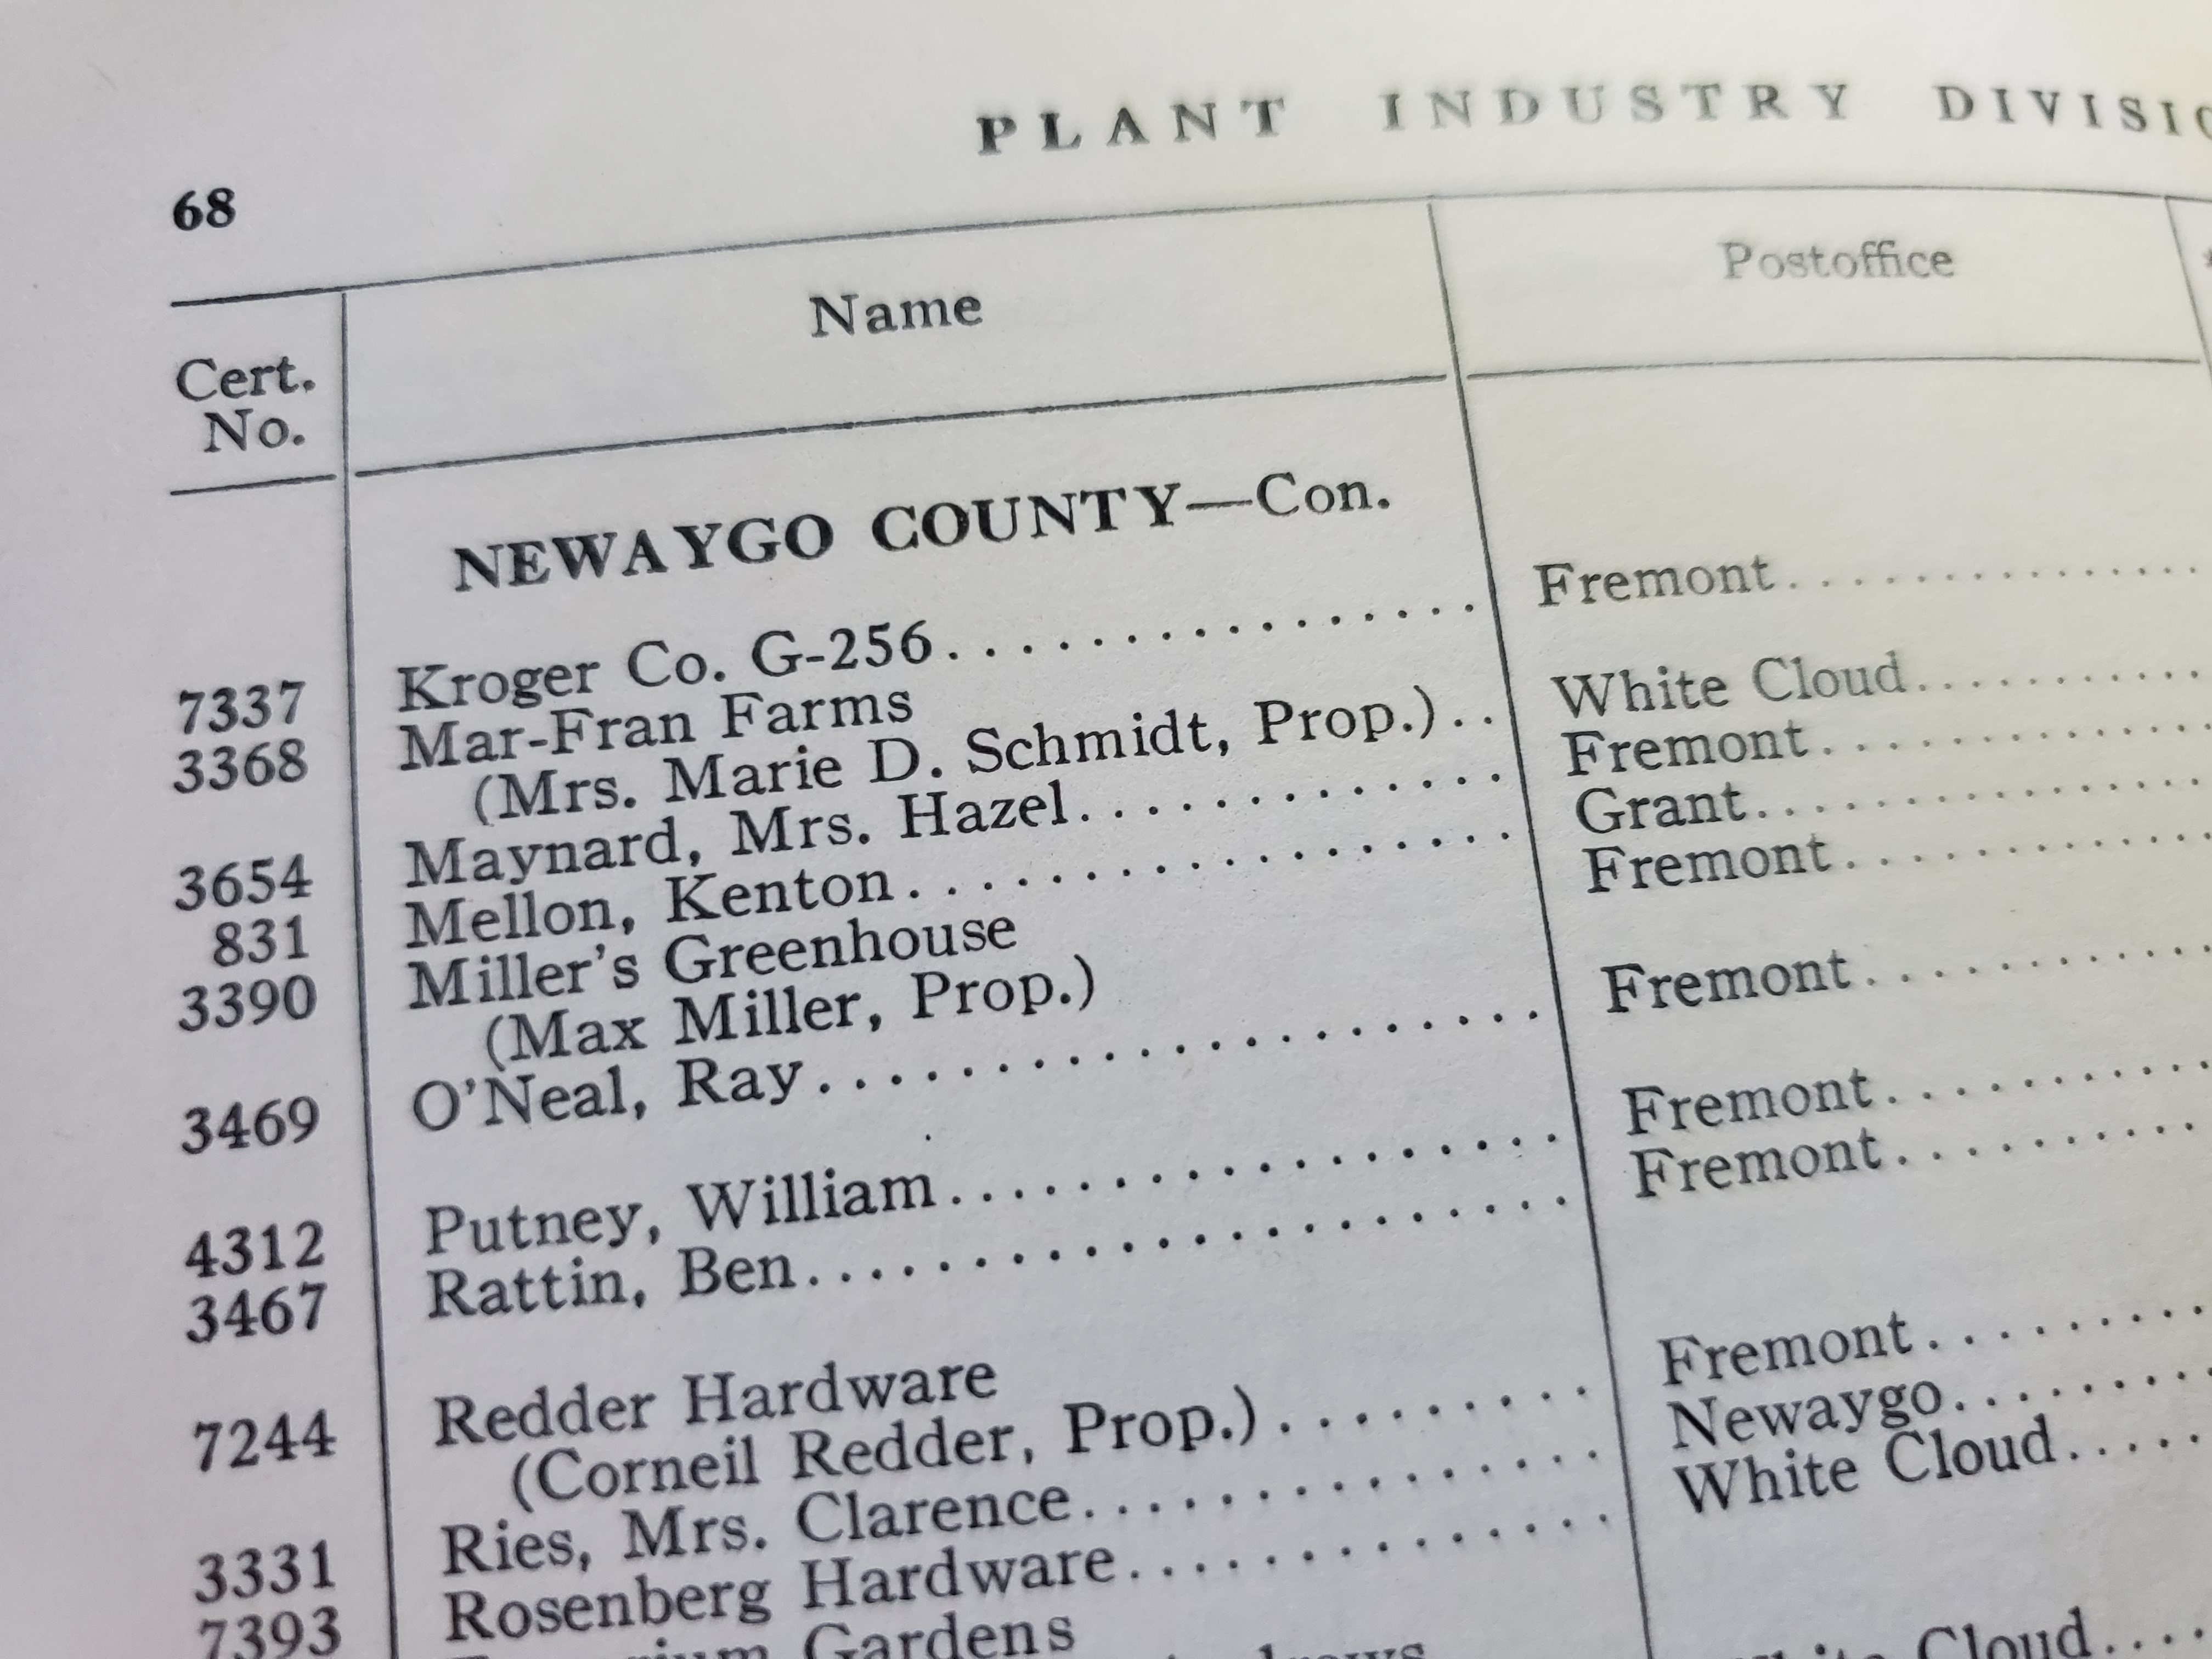 PLANT INDUSTRY
68
Cert. No. Name Postoffice
NEWAYGO COUNTY—Con.
7337 Kroger Co. G-256................ Fremont..............
3368 Mar-Fran Farms
(Mrs. Marie D. Schmidt, Prop.).. White Cloud..........
3654 Maynard, Mrs. Hazel............. Fremont..............
831 Mellon, Kenton.................. Grant................
3390 Miller's Greenhouse Fremont.............
(Max Miller, Prop.)
3469 O'Neal, Ray..................... Fremont............
4312 Putney, William................. Fremont...........
3467 Rattin, Ben..................... Fremont..........
7244 Redder Hardware
(Corneil Redder, Prop.)......... Fremont.........
3331 Ries, Mrs. Clarence............. Newaygo.........
7393 Rosenberg Hardware.............. White Cloud.....
Gardens
Cloud....